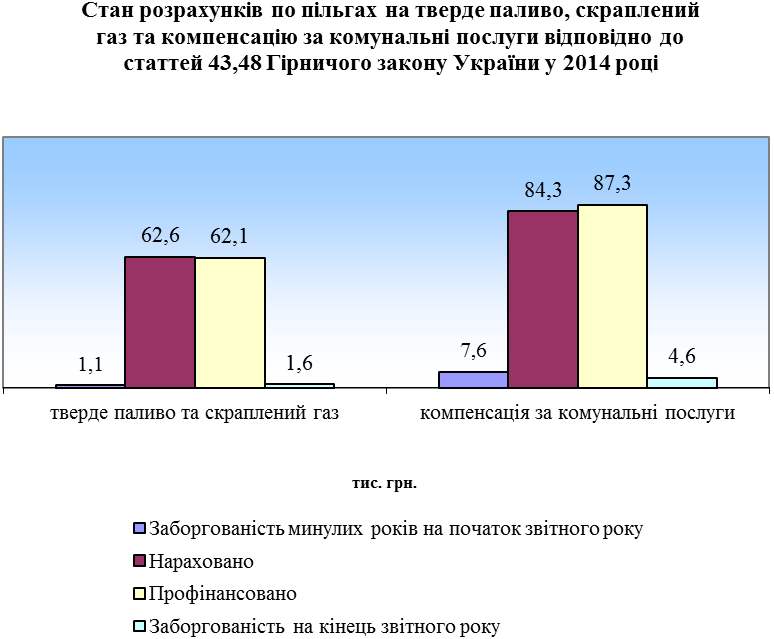 Стан розрахунків по пільгах на тверде паливо, скраплений
газ та компенсацію за комунальні послуги відповідно до
статтей 43,48 Гірничого закону України у 2014 році
62,6
62,1
84,3
87,3
1,1
1,6
7,6
4,6
тверде паливо та скраплений газ
компенсація за комунальні послуги
тис. грн.
Заборгованість минулих років на початок звітного року
Нараховано
Профінансовано
Заборгованість на кінець звітного року